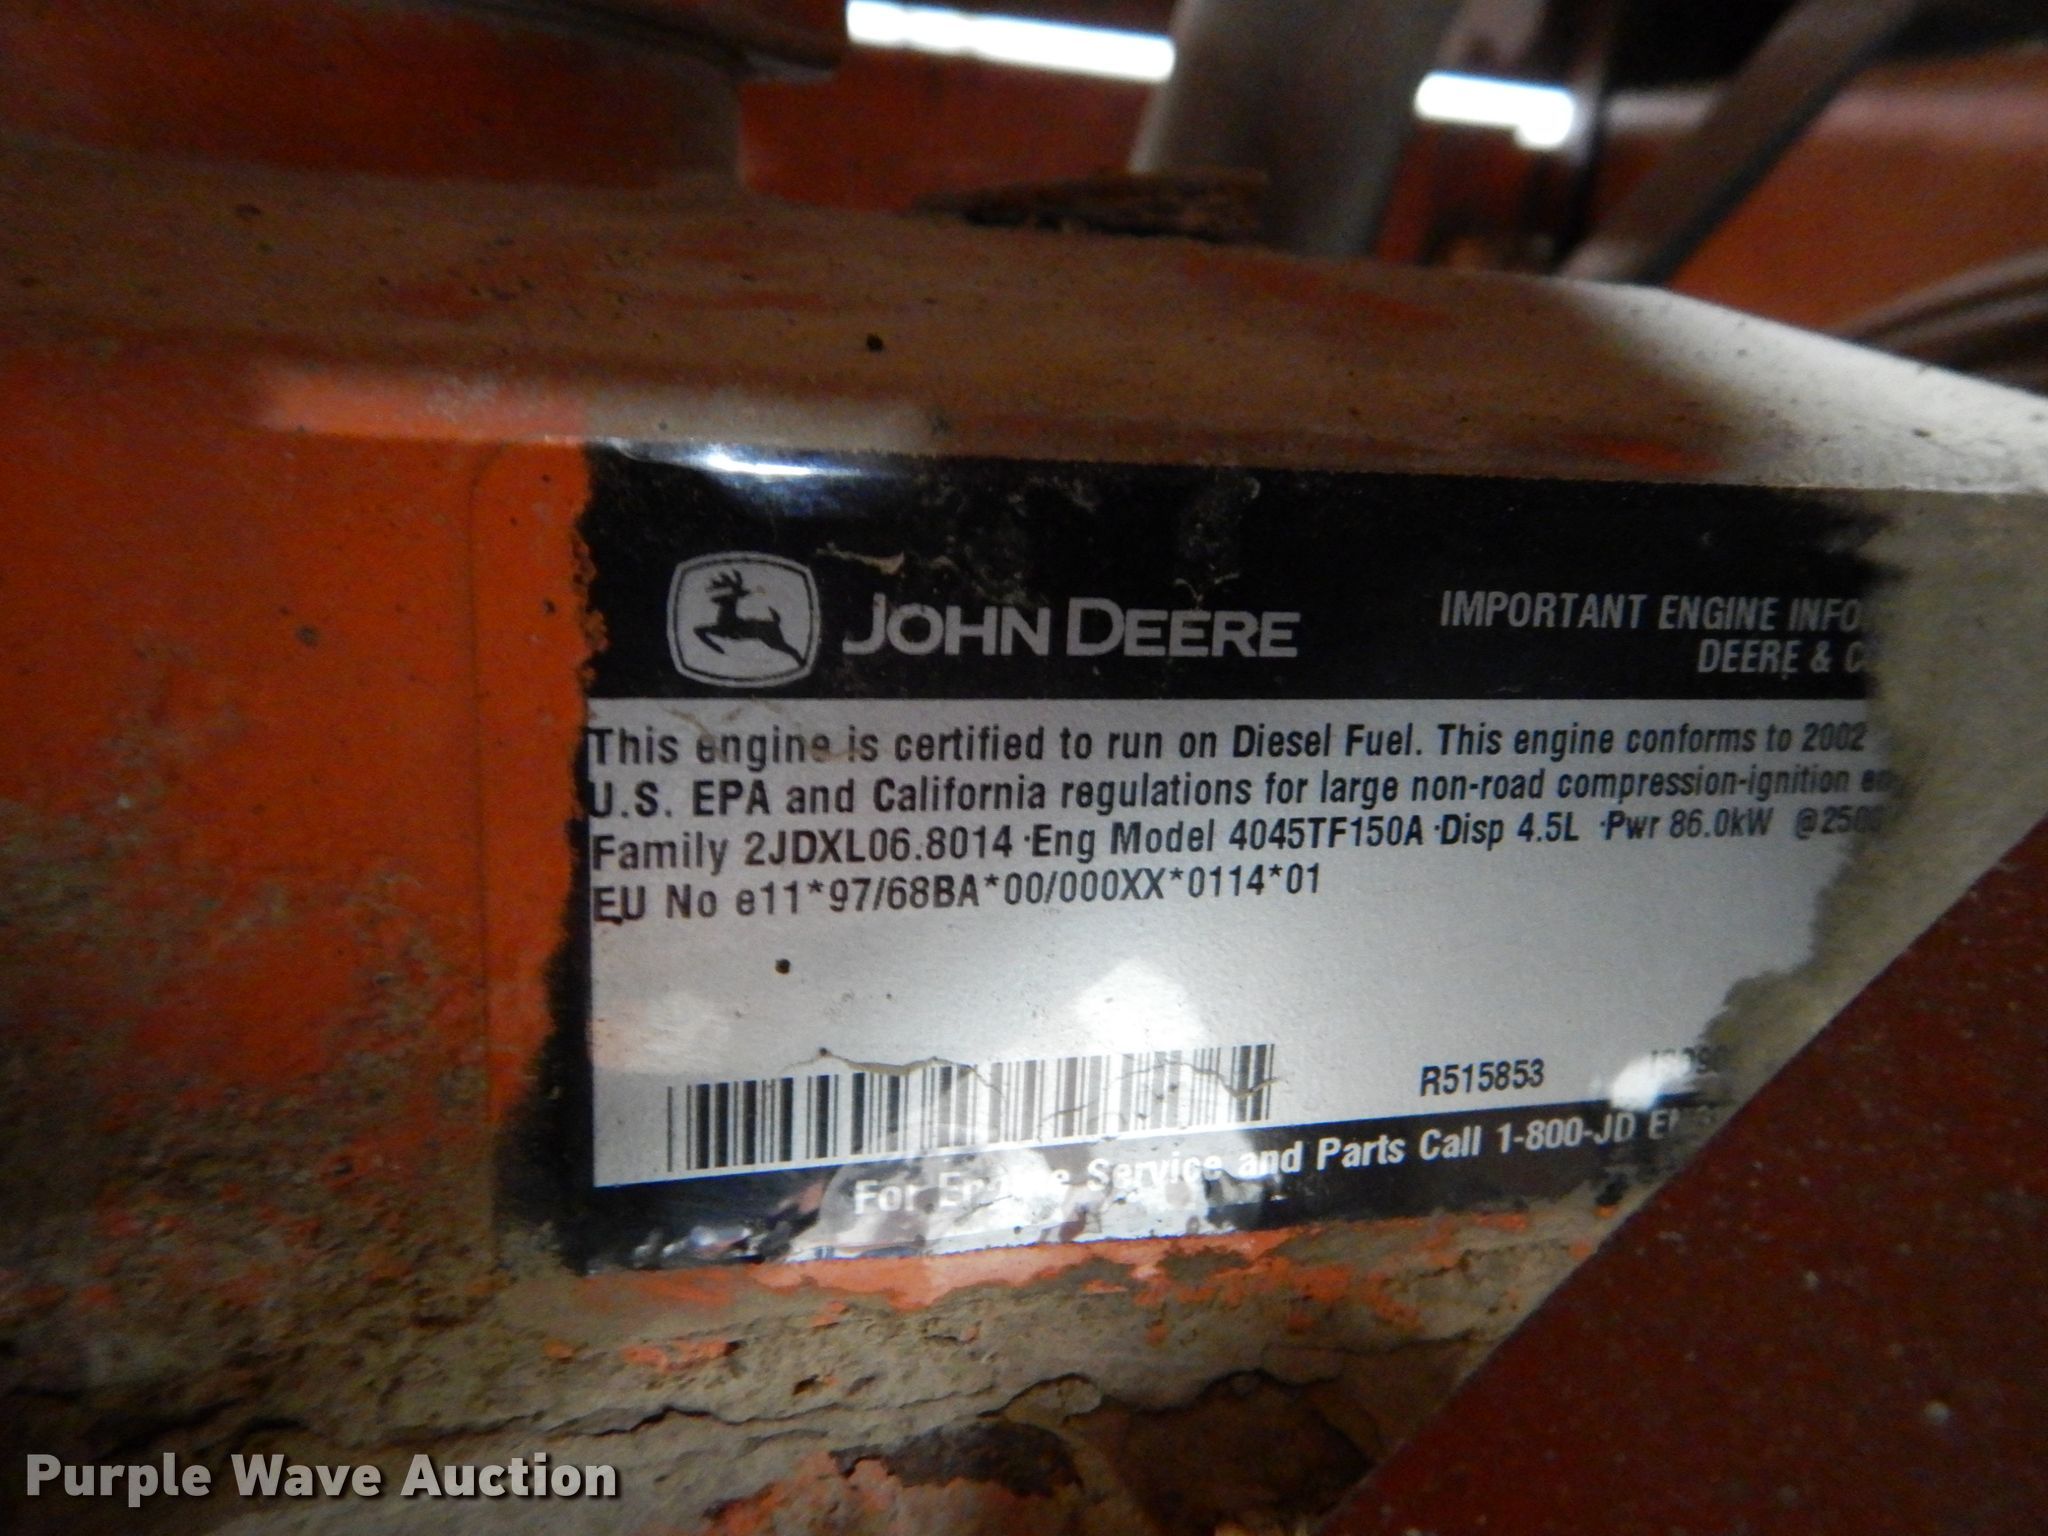 JOHN DEERE
IMPORTANT ENGINE
DEERE &
This engine is certified to run on Diesel Fuel. This engine conforms to 2002
U.S. EPA and California regulations for large non-road compression-ignition
Family 2JDXL06.8014 ·Eng Model 4045TF150A ·Disp 4.5L ·Pwr 86.0kW @2500
EU No e11*97/68BA*00/000XX*0114*01
R515853
For Engine Service and Parts Call 1-800-JD
Purple Wave Auction